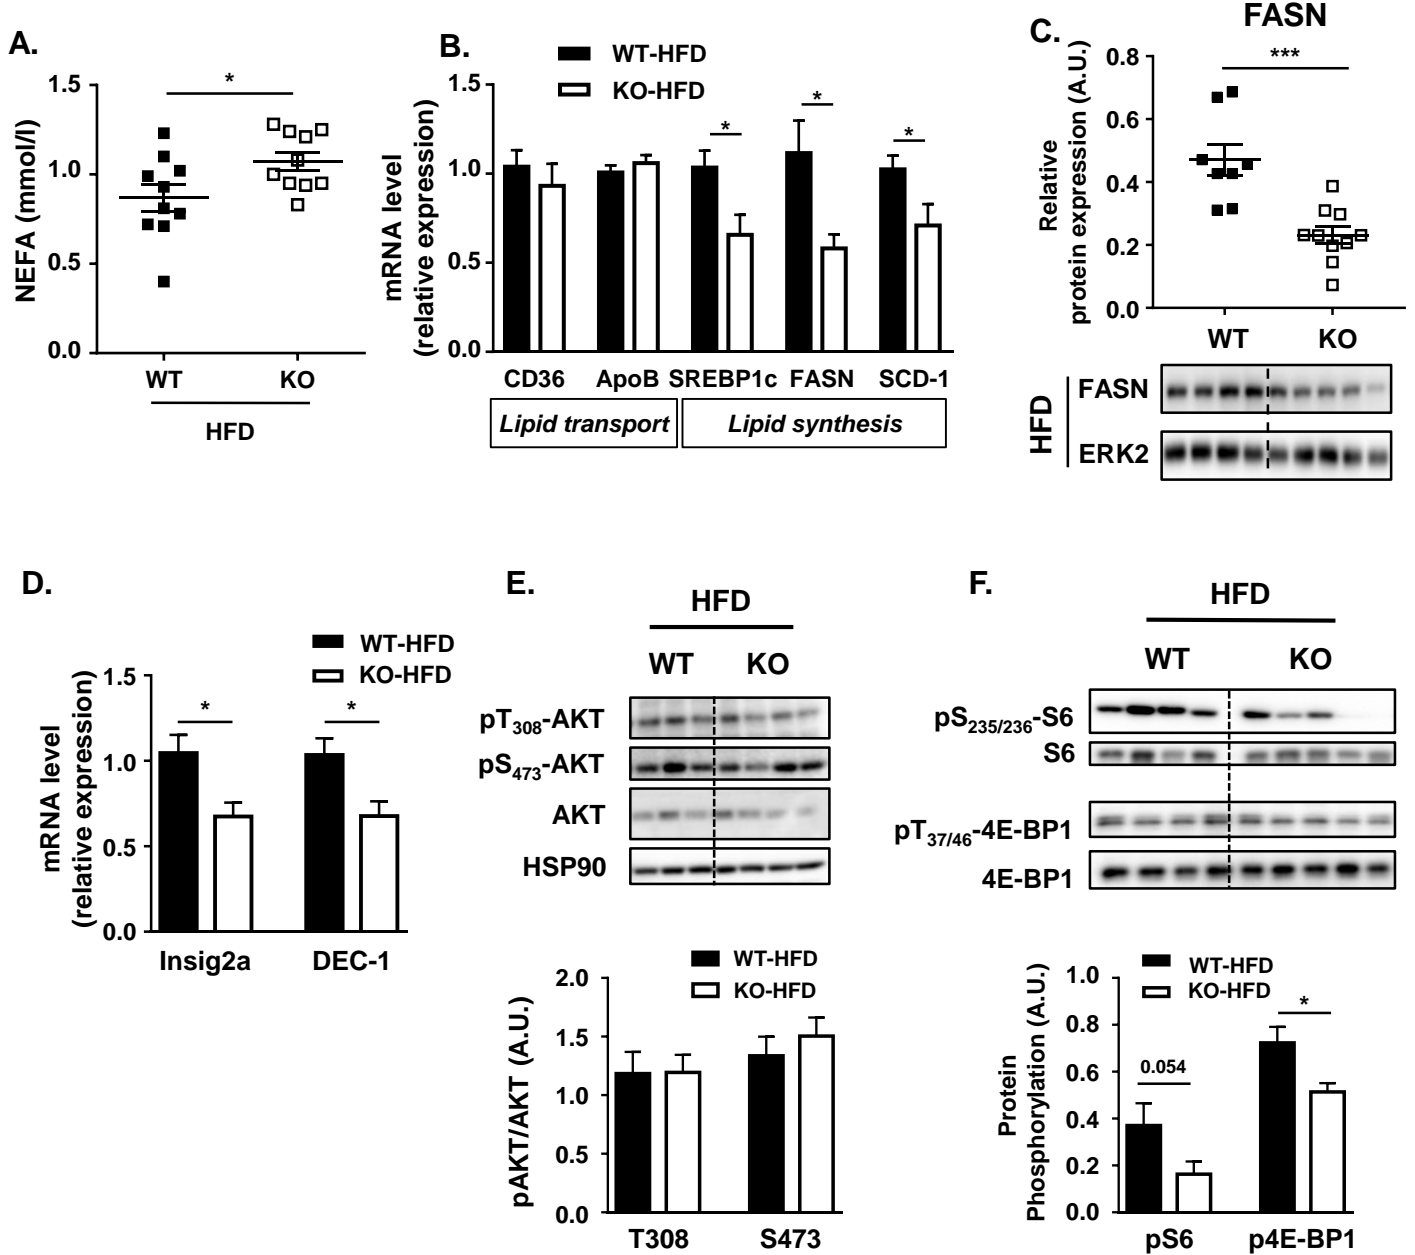 A.
NEFA (mmol/l)
1.5
1.0
0.5
0.0
*
WT
KO
HFD
B.
WT-HFD
KO-HFD
mRNA level
(relative expression)
1.5
1.0
0.5
0.0
*
*
*
CD36 ApoB SREBP1c FASN SCD-1
Lipid transport
Lipid synthesis
C.
FASN
Relative
protein expression (A.U.)
0.8
0.6
0.4
0.2
0.0
***
WT
KO
HFD
FASN
ERK2
D.
WT-HFD
KO-HFD
mRNA level
(relative expression)
1.5
1.0
0.5
0.0
*
*
Insig2a
DEC-1
E.
HFD
WT
KO
pT308-AKT
pS473-AKT
AKT
HSP90
WT-HFD
KO-HFD
pAKT/AKT (A.U.)
2.0
1.5
1.0
0.5
0.0
T308
S473
F.
HFD
WT
KO
pS235/236-S6
S6
pT37/46-4E-BP1
4E-BP1
WT-HFD
KO-HFD
Protein
Phosphorylation (A.U.)
1.0
0.8
0.6
0.4
0.2
0.0
0.054
*
pS6
p4E-BP1